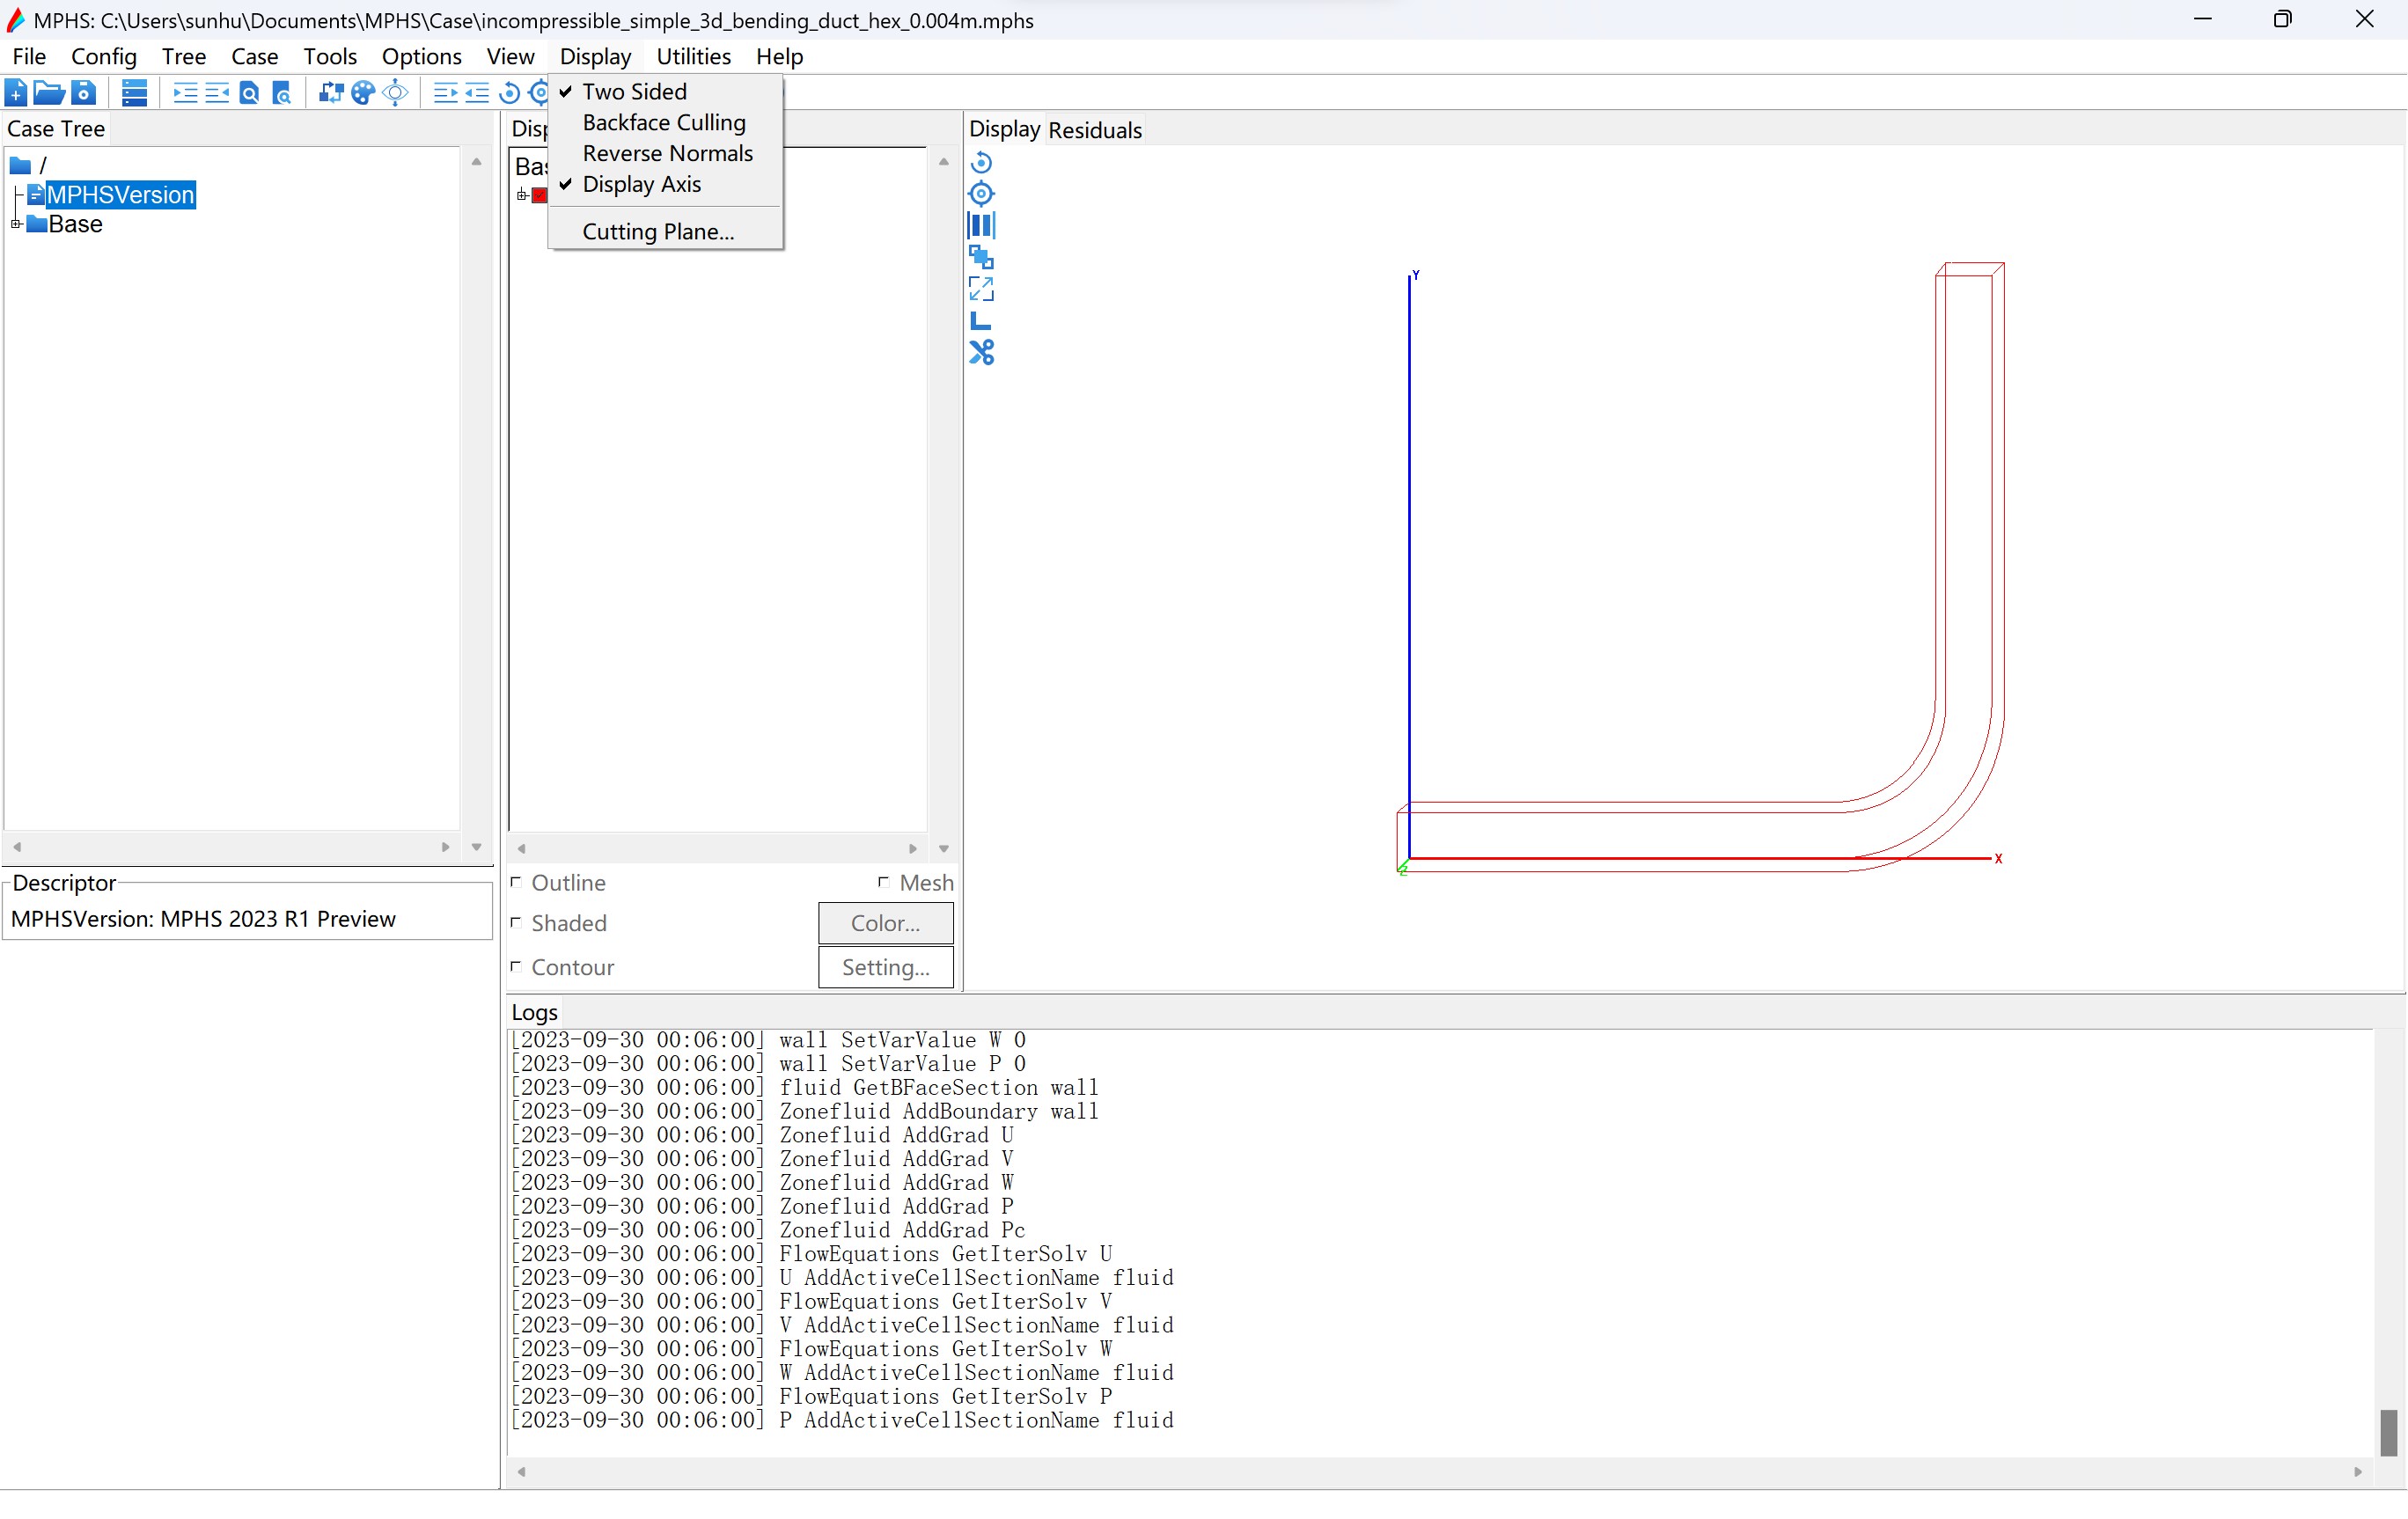 MPHS: C:\Users\sunhu\Documents\MPHS\Case\incompressible_simple_3d_bending_duct_hex_0.004m.mphs
File Config Tree Case Tools Options View Display Utilities Help
Two Sided
Backface Culling
Reverse Normals
Display Axis
Cutting Plane...
Case Tree
/
MPHSVersion
Base
Descriptor
MPHSVersion: MPHS 2023 R1 Preview
Outline
Mesh
Shaded
Color...
Contour
Setting...
Display Residuals
Y
X
Z
Logs
[2023-09-30 00:06:00] wall SetVarValue W 0
[2023-09-30 00:06:00] wall SetVarValue P 0
[2023-09-30 00:06:00] fluid GetBFaceSection wall
[2023-09-30 00:06:00] Zonefluid AddBoundary wall
[2023-09-30 00:06:00] Zonefluid AddGrad U
[2023-09-30 00:06:00] Zonefluid AddGrad V
[2023-09-30 00:06:00] Zonefluid AddGrad W
[2023-09-30 00:06:00] Zonefluid AddGrad P
[2023-09-30 00:06:00] Zonefluid AddGrad Pc
[2023-09-30 00:06:00] FlowEquations GetIterSolv U
[2023-09-30 00:06:00] U AddActiveCellSectionName fluid
[2023-09-30 00:06:00] FlowEquations GetIterSolv V
[2023-09-30 00:06:00] V AddActiveCellSectionName fluid
[2023-09-30 00:06:00] FlowEquations GetIterSolv W
[2023-09-30 00:06:00] W AddActiveCellSectionName fluid
[2023-09-30 00:06:00] FlowEquations GetIterSolv P
[2023-09-30 00:06:00] P AddActiveCellSectionName fluid